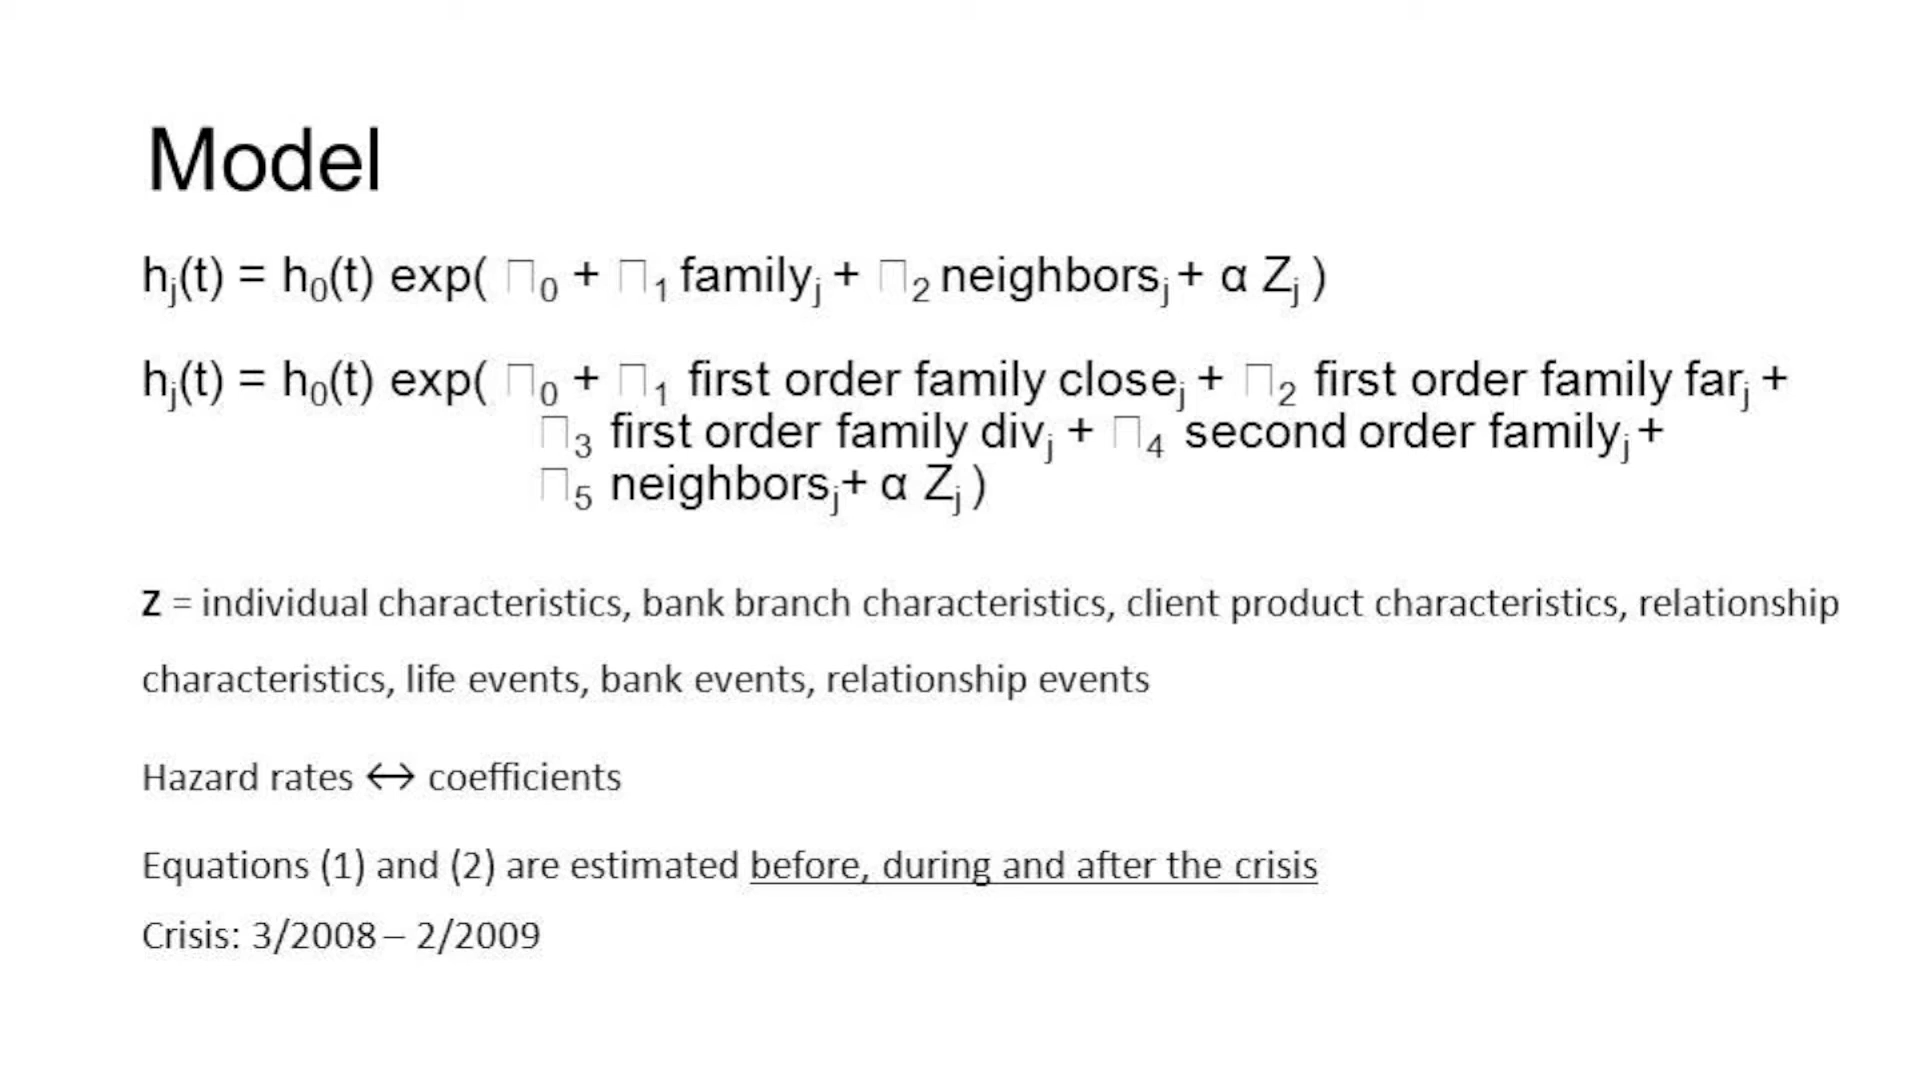 Model
hj(t) = h0(t) exp( □0 + □1 familyj + □2 neighborsj + α Zj )
hj(t) = h0(t) exp( □0 + □1 first order family closej + □2 first order family farj +
□3 first order family divj + □4 second order familyj +
□5 neighborsj+ α Zj )
Z = individual characteristics, bank branch characteristics, client product characteristics, relationship
characteristics, life events, bank events, relationship events
Hazard rates ↔ coefficients
Equations (1) and (2) are estimated before, during and after the crisis
Crisis: 3/2008 – 2/2009